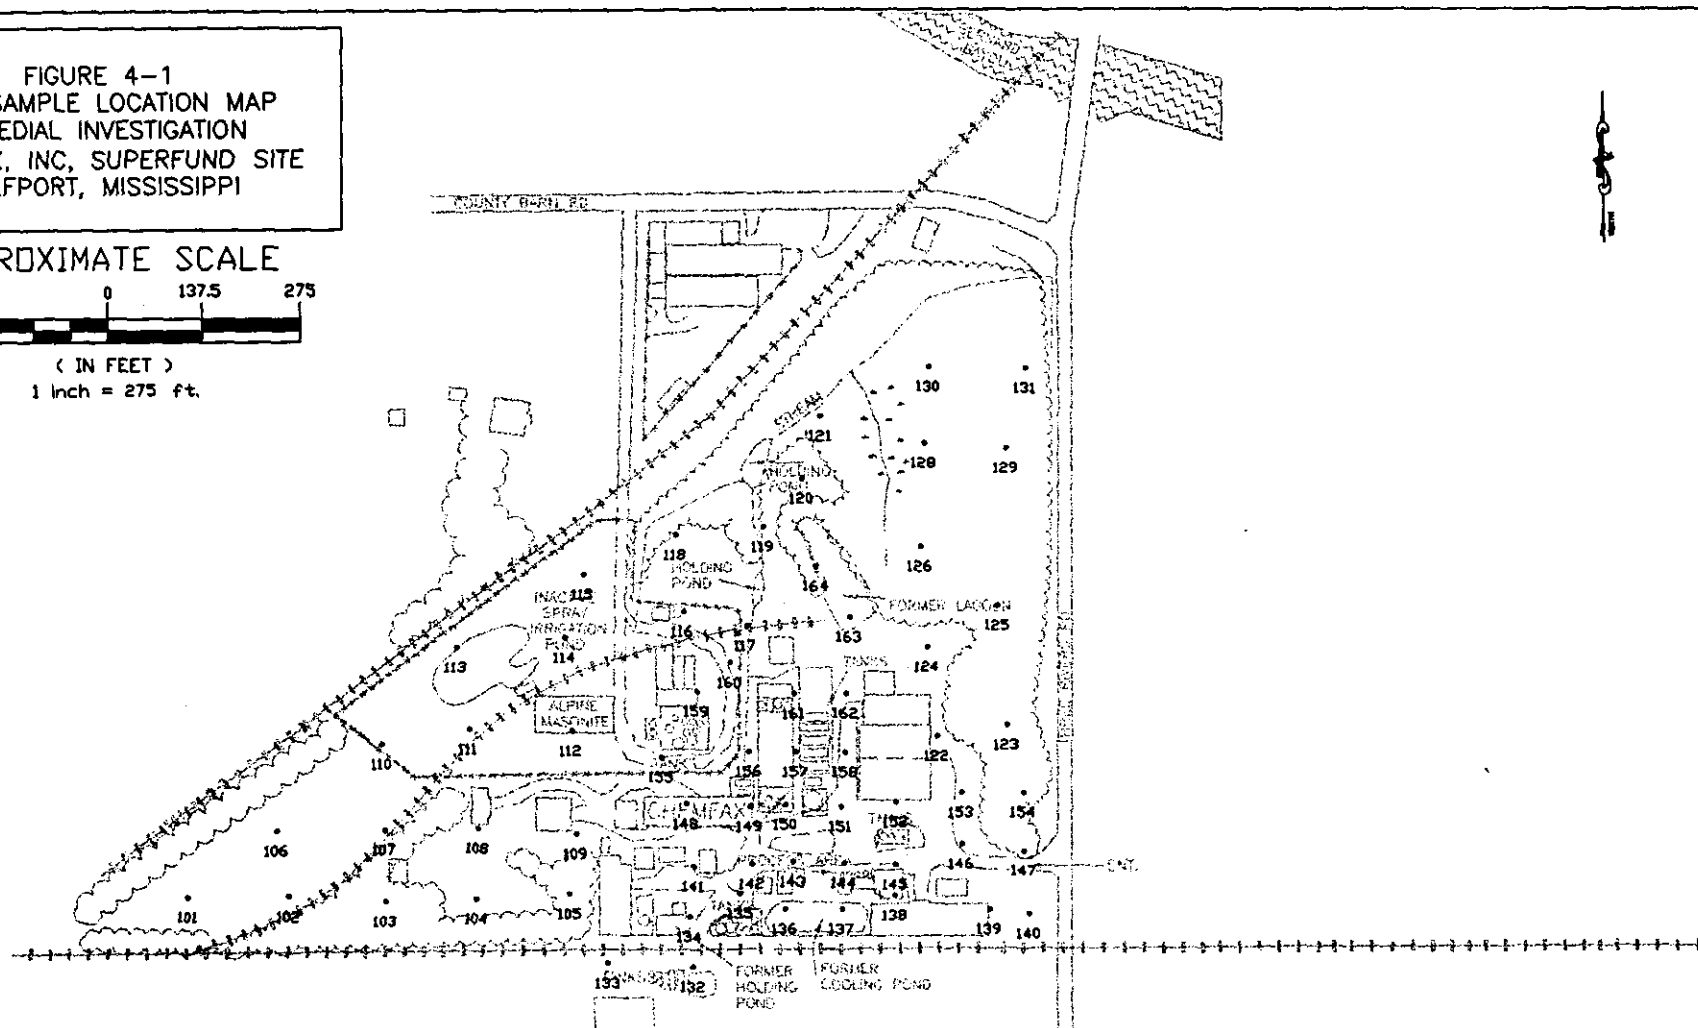 FIGURE 4-1
SAMPLE LOCATION MAP
EDIAL INVESTIGATION
, INC, SUPERFUND SITE
FPORT, MISSISSIPPI
ROXIMATE SCALE
0 137.5 275
( IN FEET )
1 inch = 275 ft.
BERNARD
BAYOU
COUNTY BARN RD
STREAM
130
131
121
128
129
HOLDING
POND
120
118
119
126
HOLDING
POND
164
115
INACTIVE
SPRAY
IRRIGATION
POND
FORMER LAGOON
125
116
117
163
113
114
124
TANKS
160
159
161
162
ALPINE
MASONITE
111
112
123
122
110
155
156
157
158
CHEMFAX
148
149
150
151
152
153
154
106
107
108
109
146
147
ENT.
141
142
143
144
145
101
102
103
104
105
135
138
134
136
137
139
140
133
132
FORMER
HOLDING
POND
FORMER
COOLING POND